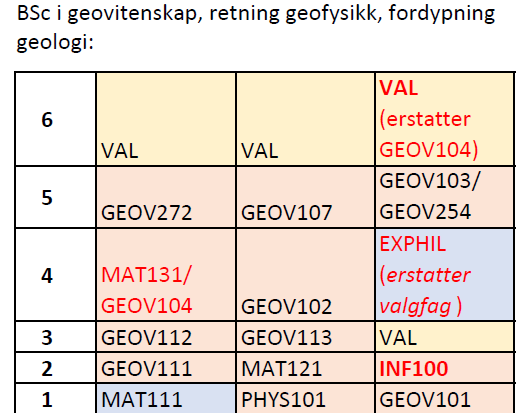 BSc i geovitenskap, retning geofysikk, fordypning
geologi:
6 VAL VAL VAL
(erstatter
GEOV104)
5 GEOV272 GEOV107 GEOV103/
GEOV254
4 MAT131/
GEOV104 GEOV102 EXPHIL
(erstatter
valgfag )
3 GEOV112 GEOV113 VAL
2 GEOV111 MAT121 INF100
1 MAT111 PHYS101 GEOV101